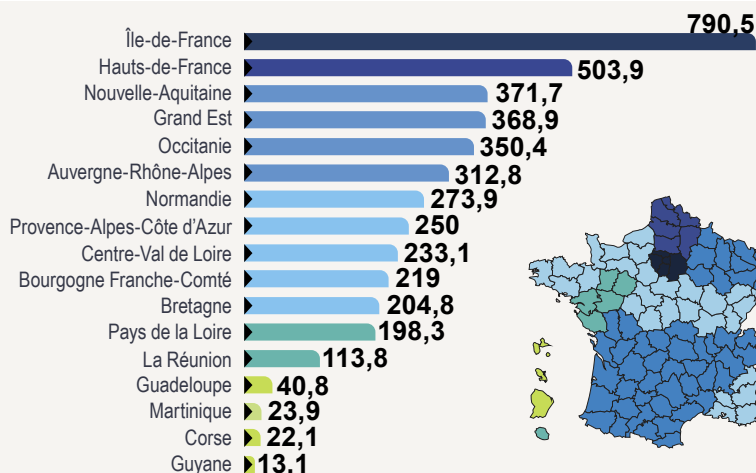 Île-de-France 790,5
Hauts-de-France 503,9
Nouvelle-Aquitaine 371,7
Grand Est 368,9
Occitanie 350,4
Auvergne-Rhône-Alpes 312,8
Normandie 273,9
Provence-Alpes-Côte d'Azur 250
Centre-Val de Loire 233,1
Bourgogne Franche-Comté 219
Bretagne 204,8
Pays de la Loire 198,3
La Réunion 113,8
Guadeloupe 40,8
Martinique 23,9
Corse 22,1
Guyane 13,1